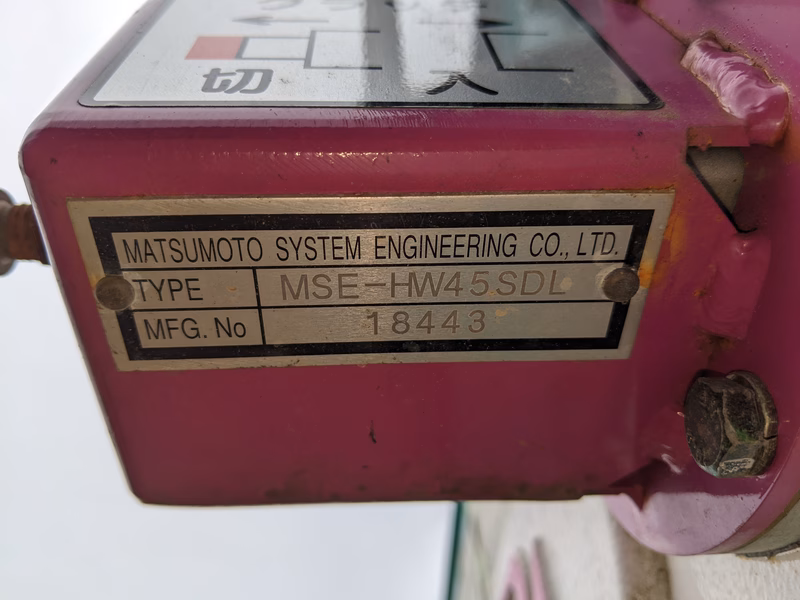 切 入
MATSUMOTO SYSTEM ENGINEERING CO., LTD.
TYPE MSE-HW45SDL
MFG. No 18443